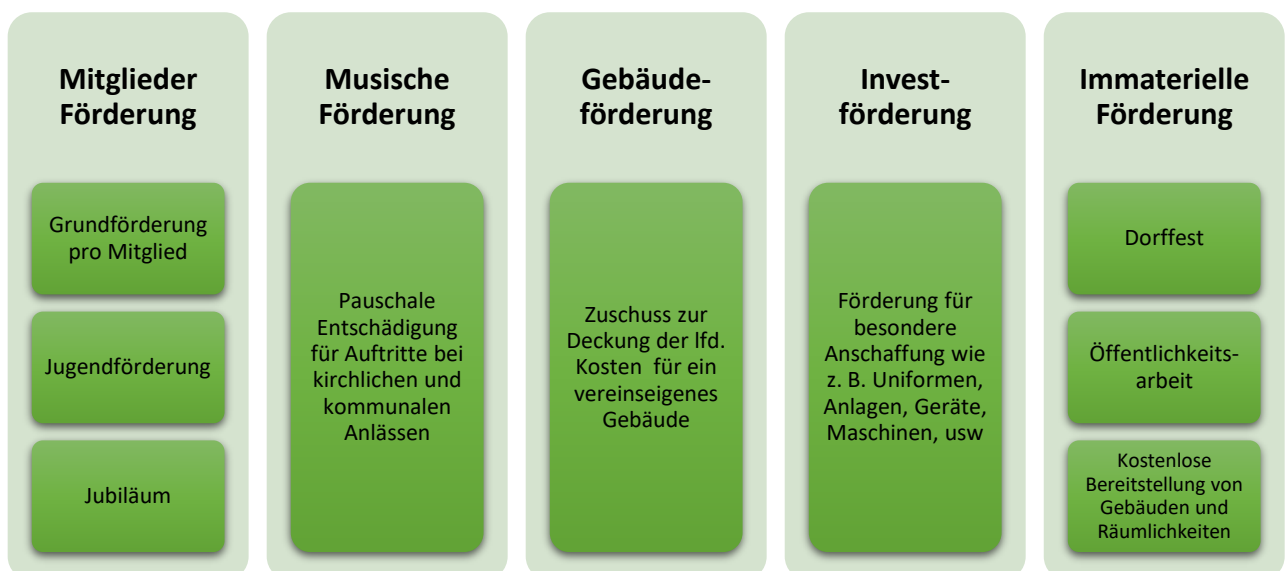 Mitglieder
Förderung
Grundförderung
pro Mitglied
Jugendförderung
Jubiläum
Musische
Förderung
Pauschale
Entschädigung
für Auftritte bei
kirchlichen und
kommunalen
Anlässen
Gebäude-
förderung
Zuschuss zur
Deckung der lfd.
Kosten für ein
vereinseigenes
Gebäude
Invest-
förderung
Förderung für
besondere
Anschaffung wie
z. B. Uniformen,
Anlagen, Geräte,
Maschinen, usw
Immaterielle
Förderung
Dorffest
Öffentlichkeits-
arbeit
Kostenlose
Bereitstellung von
Gebäuden und
Räumlichkeiten